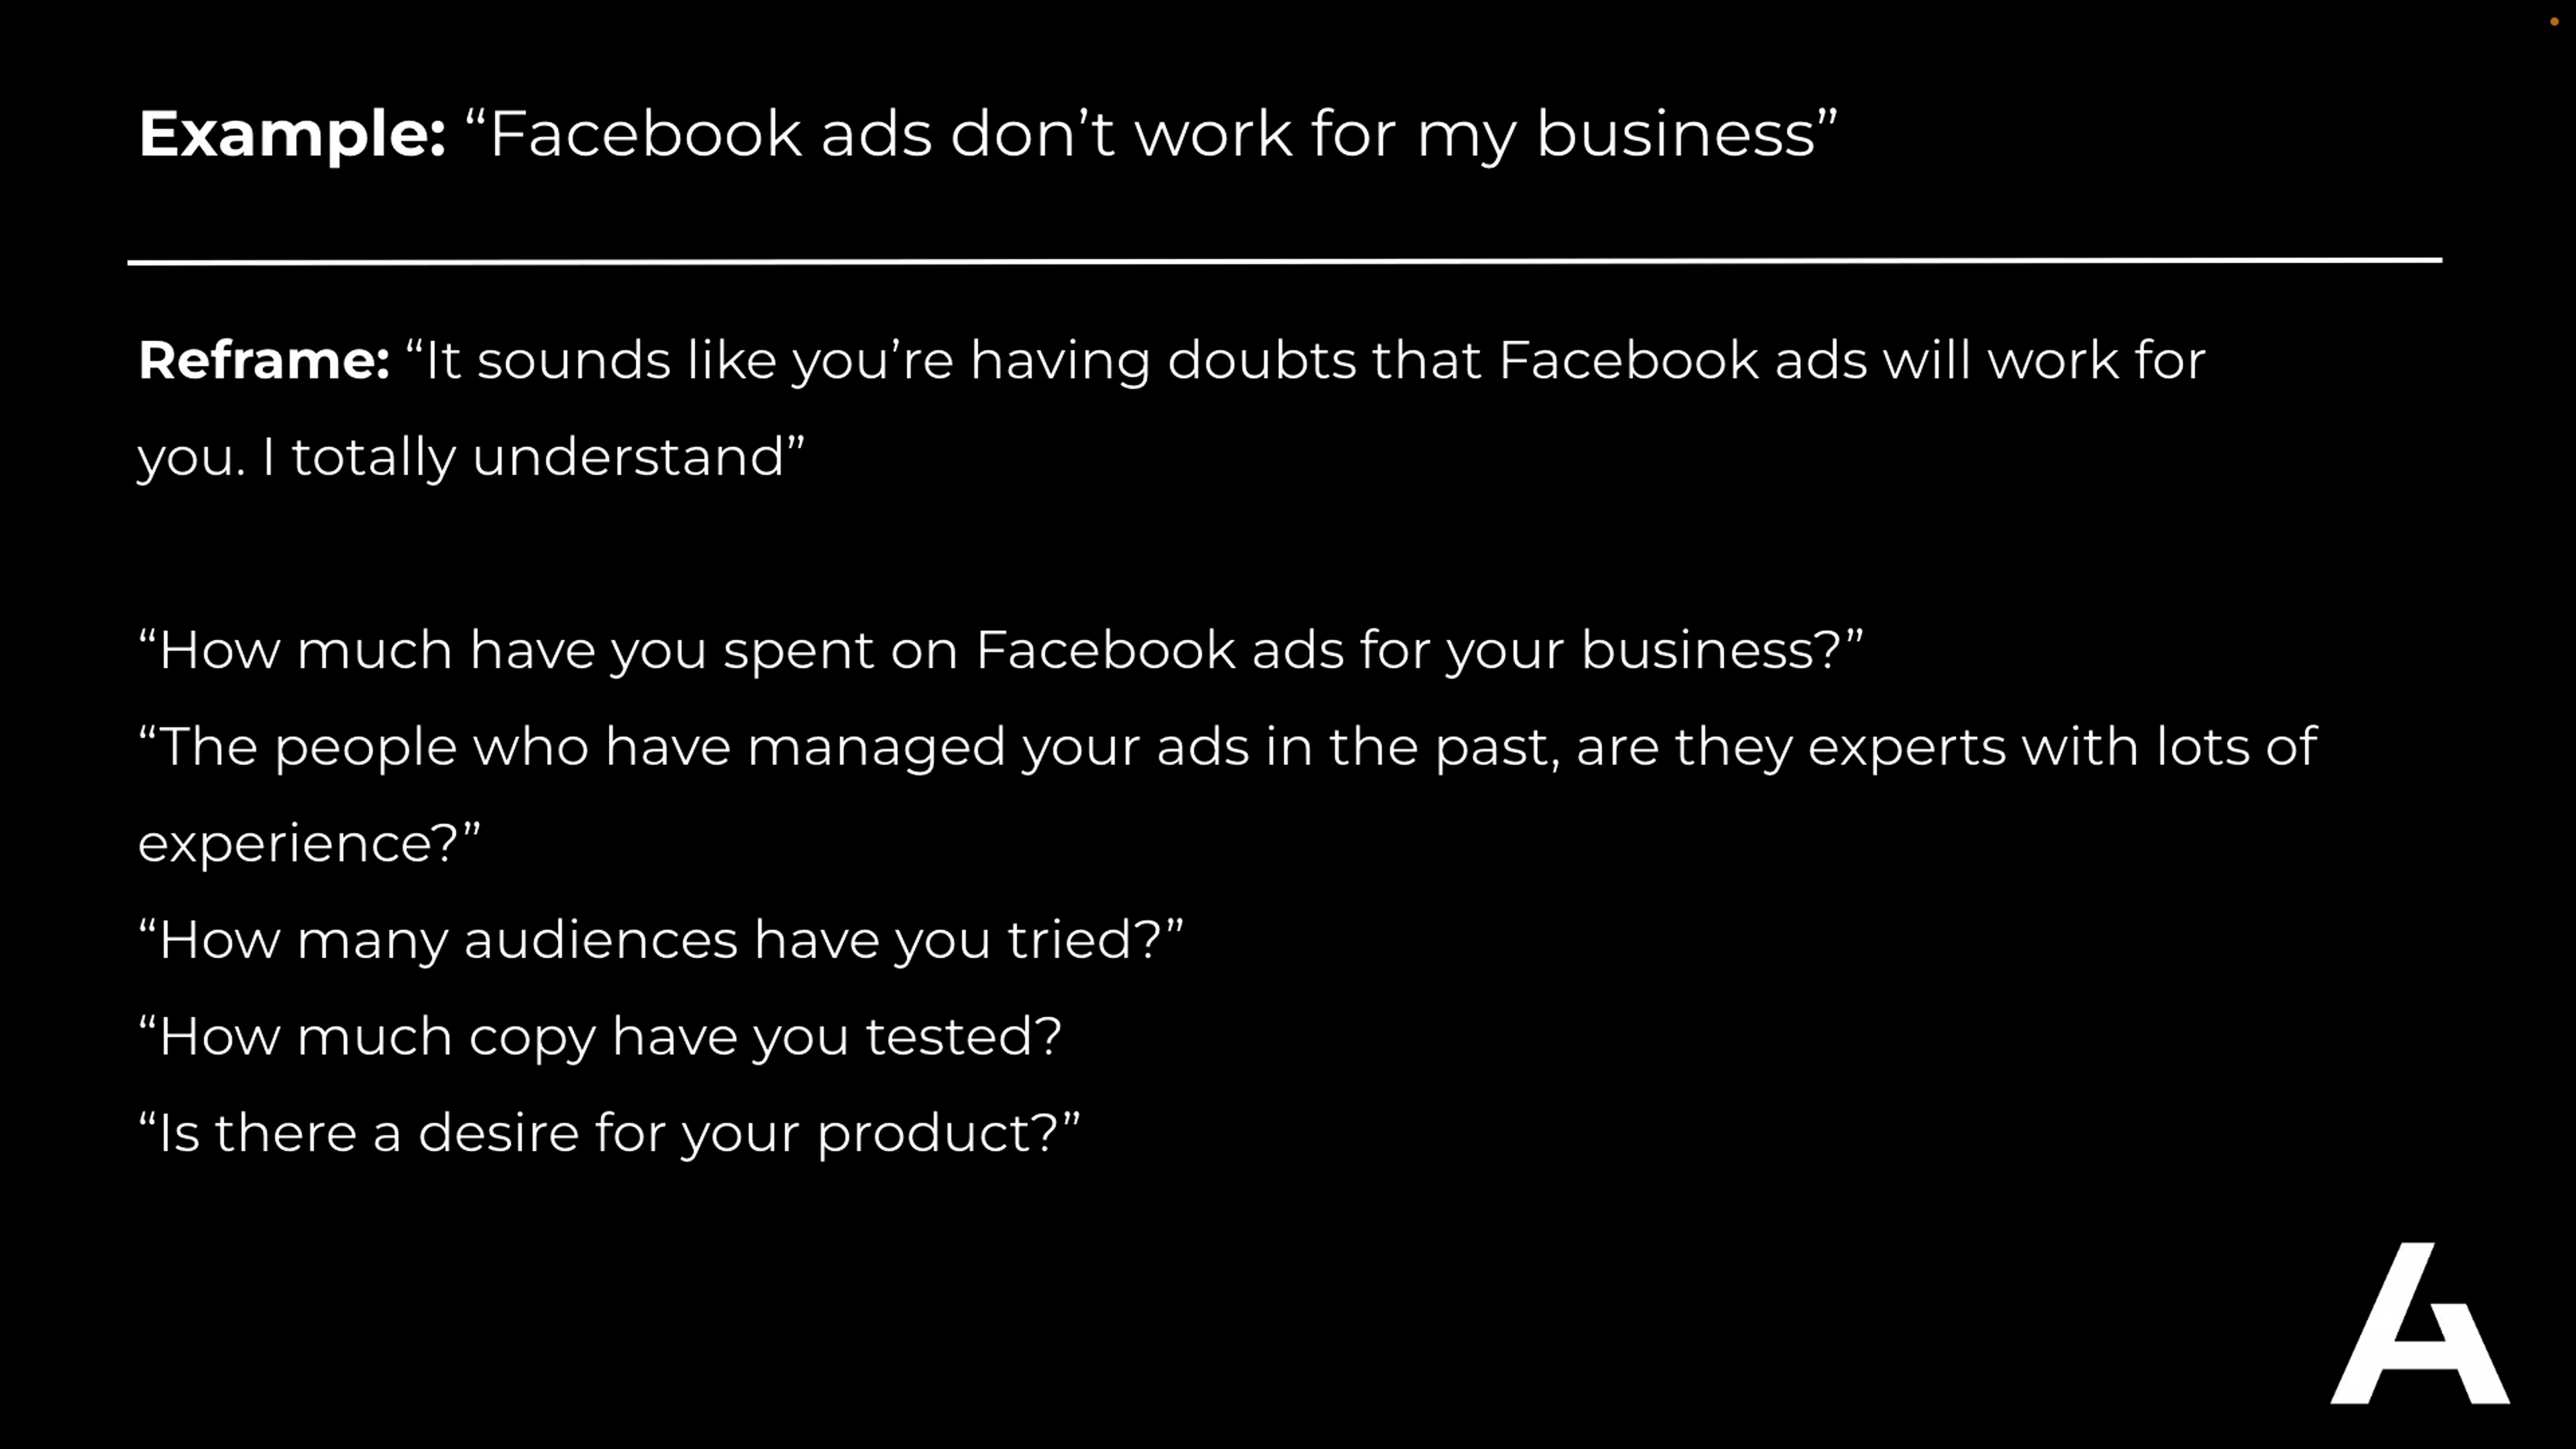 Example: “Facebook ads don’t work for my business”
Reframe: “It sounds like you’re having doubts that Facebook ads will work for
you. I totally understand”
“How much have you spent on Facebook ads for your business?”
“The people who have managed your ads in the past, are they experts with lots of
experience?”
“How many audiences have you tried?”
“How much copy have you tested?
“Is there a desire for your product?”